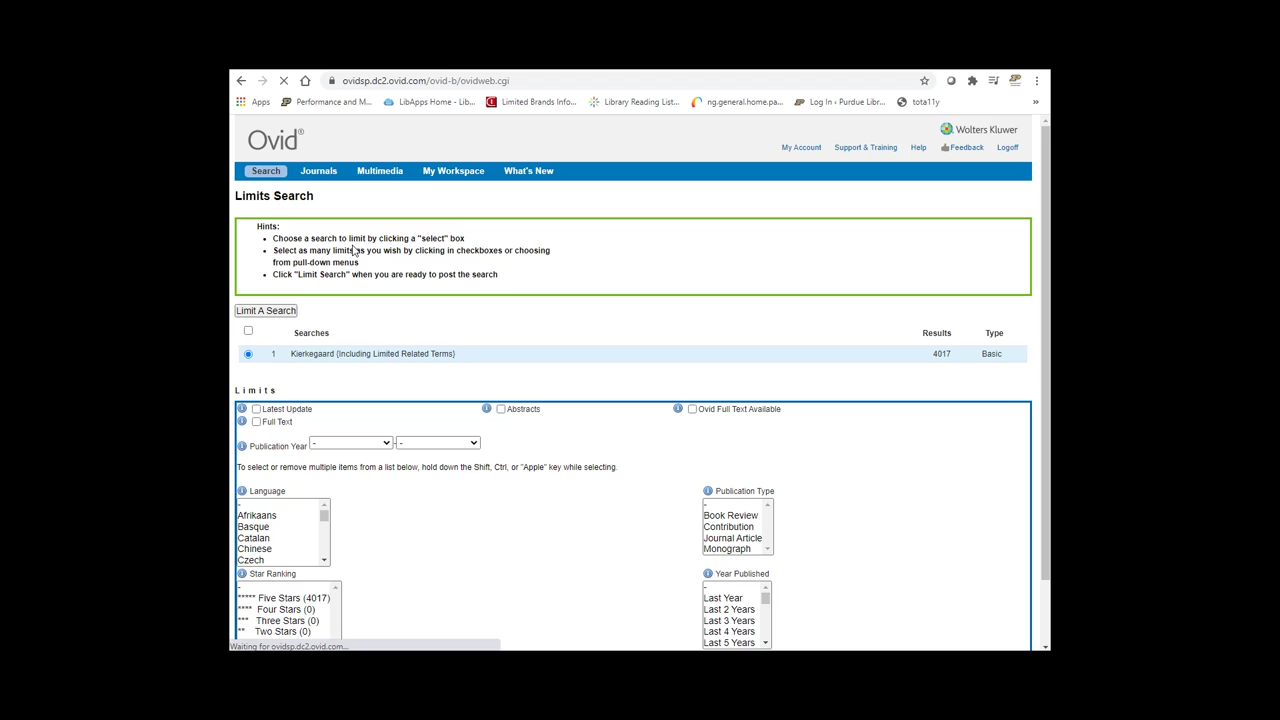 ovidsp.dc2.ovid.com/ovid-b/ovidweb.cgi
Apps Performance and M... LibApps Home - Lib... Limited Brands Info... Library Reading List... ng.general.home.pa... Log In ‹ Purdue Libr... tota11y »
Ovid®
Wolters Kluwer
My Account Support & Training Help Feedback Logoff
Search Journals Multimedia My Workspace What's New
Limits Search
Hints:
• Choose a search to limit by clicking a "select" box
• Select as many limits as you wish by clicking in checkboxes or choosing
from pull-down menus
• Click "Limit Search" when you are ready to post the search
Limit A Search
Searches Results Type
1 Kierkegaard {Including Limited Related Terms} 4017 Basic
Limits
Latest Update Abstracts Ovid Full Text Available
Full Text
Publication Year - - -
To select or remove multiple items from a list below, hold down the Shift, Ctrl, or "Apple" key while selecting.
Language Publication Type
- -
Afrikaans Book Review
Basque Contribution
Catalan Journal Article
Chinese Monograph
Czech
Star Ranking Year Published
- -
***** Five Stars (4017) Last Year
**** Four Stars (0) Last 2 Years
*** Three Stars (0) Last 3 Years
** Two Stars (0) Last 4 Years
Last 5 Years
Waiting for ovidsp.dc2.ovid.com...